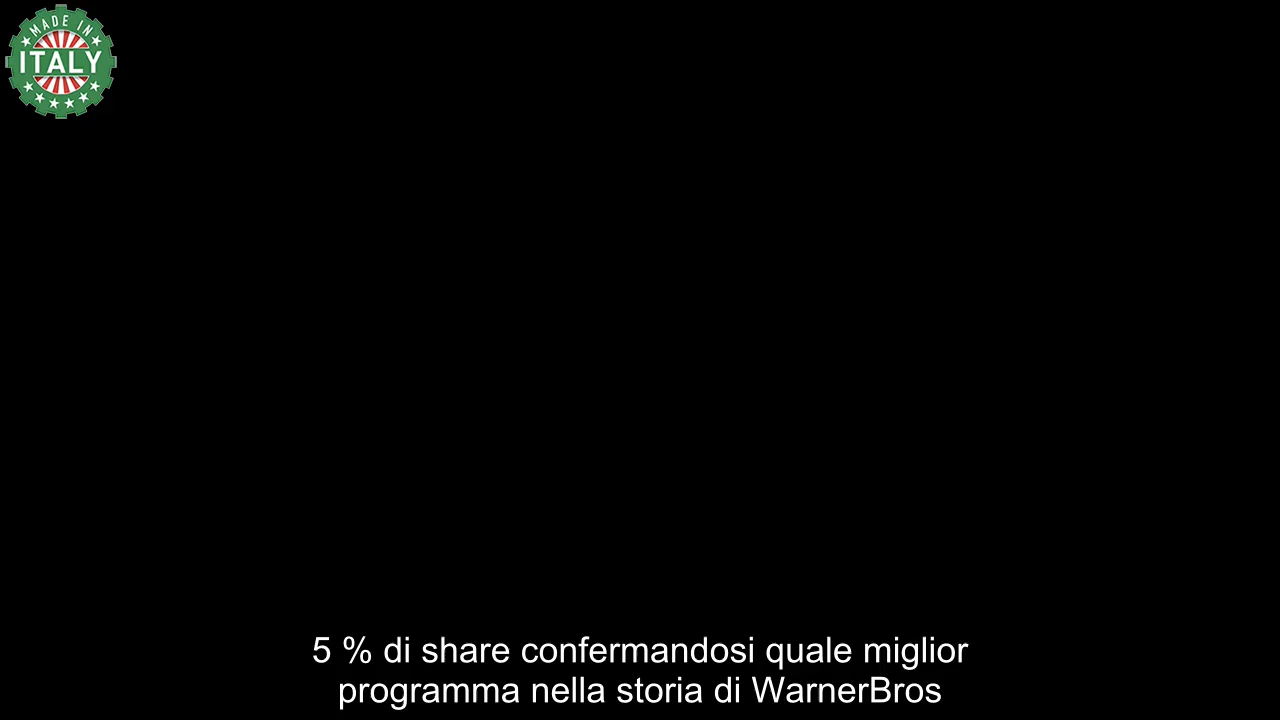 MADE IN
ITALY
5 % di share confermandosi quale miglior
programma nella storia di WarnerBros